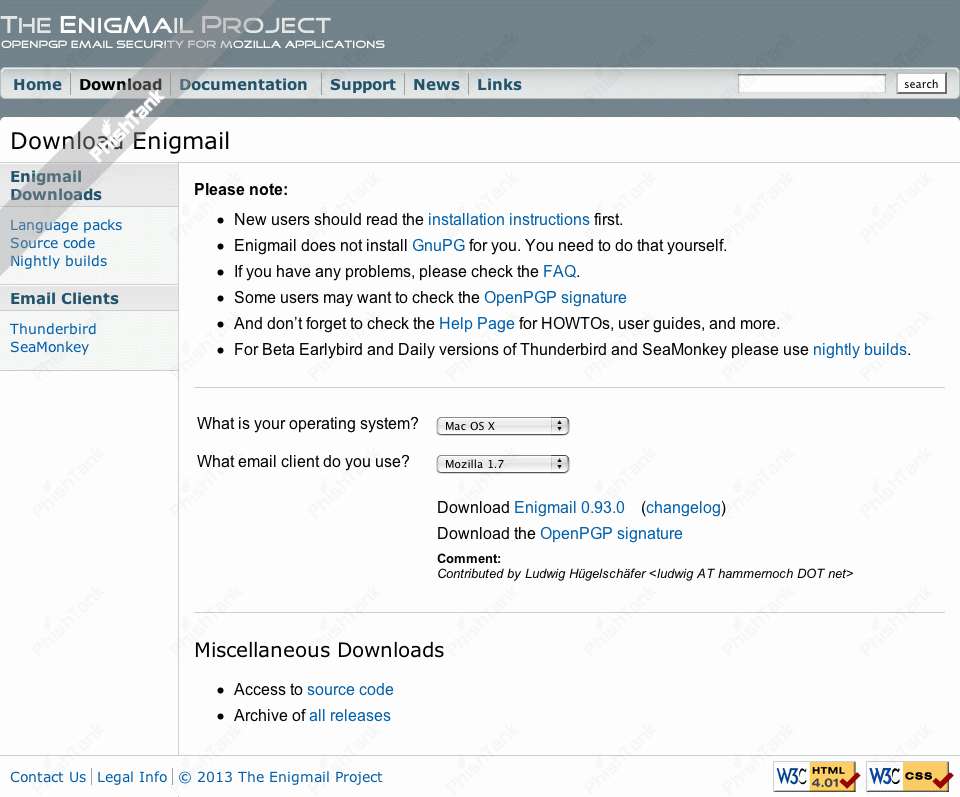 THE ENIGMAIL PROJECT
OPENPGP EMAIL SECURITY FOR MOZILLA APPLICATIONS
Home Download Documentation Support News Links search
PhishTank
Download Enigmail
Enigmail
Downloads
Language packs
Source code
Nightly builds
Email Clients
Thunderbird
SeaMonkey
Please note:
• New users should read the installation instructions first.
• Enigmail does not install GnuPG for you. You need to do that yourself.
• If you have any problems, please check the FAQ.
• Some users may want to check the OpenPGP signature
• And don’t forget to check the Help Page for HOWTOs, user guides, and more.
• For Beta Earlybird and Daily versions of Thunderbird and SeaMonkey please use nightly builds.
What is your operating system? Mac OS X
What email client do you use? Mozilla 1.7
Download Enigmail 0.93.0 (changelog)
Download the OpenPGP signature
Comment:
Contributed by Ludwig Hügelschäfer <ludwig AT hammernoch DOT net>
Miscellaneous Downloads
• Access to source code
• Archive of all releases
Contact Us | Legal Info | © 2013 The Enigmail Project
W3C HTML 4.01
W3C CSS